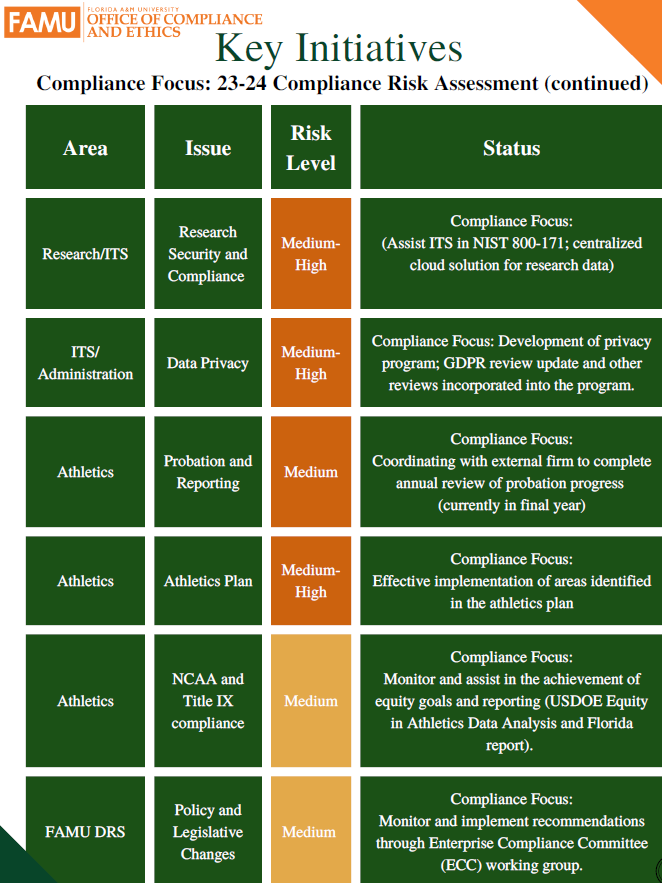 FAMU
FLORIDA A&M UNIVERSITY
OFFICE OF COMPLIANCE
AND ETHICS
Key Initiatives
Compliance Focus: 23-24 Compliance Risk Assessment (continued)
Area
Issue
Risk
Level
Status
Research/ITS
Research
Security and
Compliance
Medium-
High
Compliance Focus:
(Assist ITS in NIST 800-171; centralized
cloud solution for research data)
ITS/
Administration
Data Privacy
Medium-
High
Compliance Focus: Development of privacy
program; GDPR review update and other
reviews incorporated into the program.
Athletics
Probation and
Reporting
Medium
Compliance Focus:
Coordinating with external firm to complete
annual review of probation progress
(currently in final year)
Athletics
Athletics Plan
Medium-
High
Compliance Focus:
Effective implementation of areas identified
in the athletics plan
Athletics
NCAA and
Title IX
compliance
Medium
Compliance Focus:
Monitor and assist in the achievement of
equity goals and reporting (USDOE Equity
in Athletics Data Analysis and Florida
report).
FAMU DRS
Policy and
Legislative
Changes
Medium
Compliance Focus:
Monitor and implement recommendations
through Enterprise Compliance Committee
(ECC) working group.